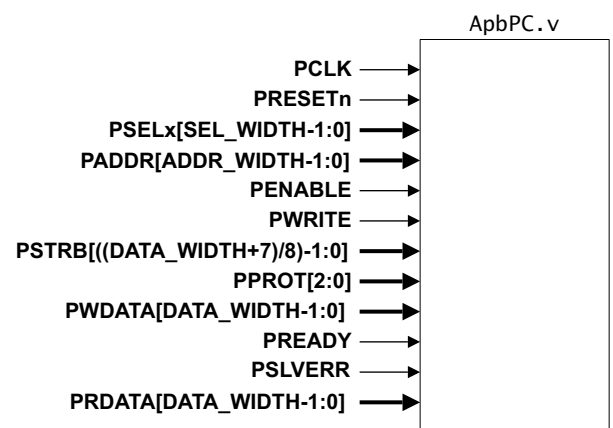 ApbPC.v
PCLK
PRESETn
PSELx[SEL_WIDTH-1:0]
PADDR[ADDR_WIDTH-1:0]
PENABLE
PWRITE
PSTRB[((DATA_WIDTH+7)/8)-1:0]
PPROT[2:0]
PWDATA[DATA_WIDTH-1:0]
PREADY
PSLVERR
PRDATA[DATA_WIDTH-1:0]